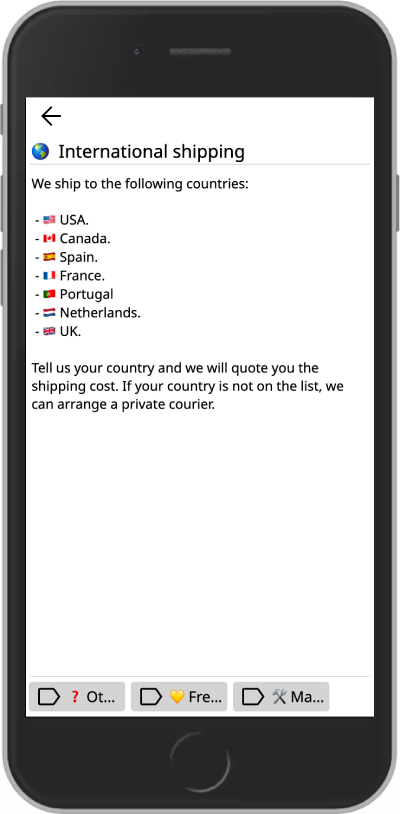 🌎 International shipping
We ship to the following countries:
- 🇺🇸 USA.
- 🇨🇦 Canada.
- 🇪🇸 Spain.
- 🇫🇷 France.
- 🇵🇹 Portugal
- 🇳🇱 Netherlands.
- 🇬🇧 UK.
Tell us your country and we will quote you the
shipping cost. If your country is not on the list, we
can arrange a private courier.
❓ Ot... 💛 Fre... 🛠️ Ma...